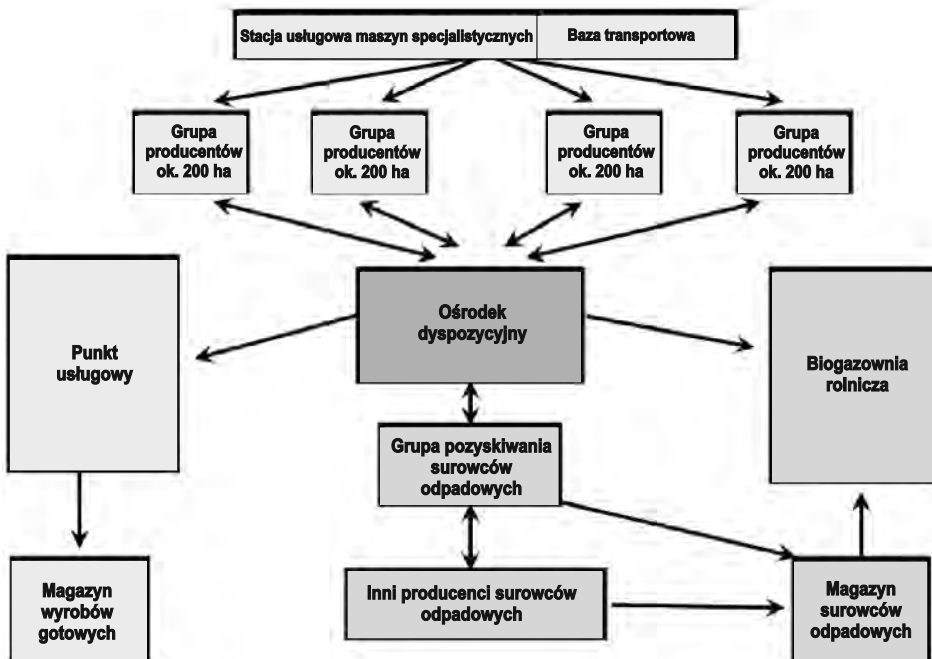 Stacja usługowa maszyn specjalistycznych
Baza transportowa
Grupa
producentów
ok. 200 ha
Grupa
producentów
ok. 200 ha
Grupa
producentów
ok. 200 ha
Grupa
producentów
ok. 200 ha
Punkt
usługowy
Ośrodek
dyspozycyjny
Biogazownia
rolnicza
Grupa pozyskiwania
surowców
odpadowych
Magazyn
wyrobów
gotowych
Inni producenci surowców
odpadowych
Magazyn
surowców
odpadowych